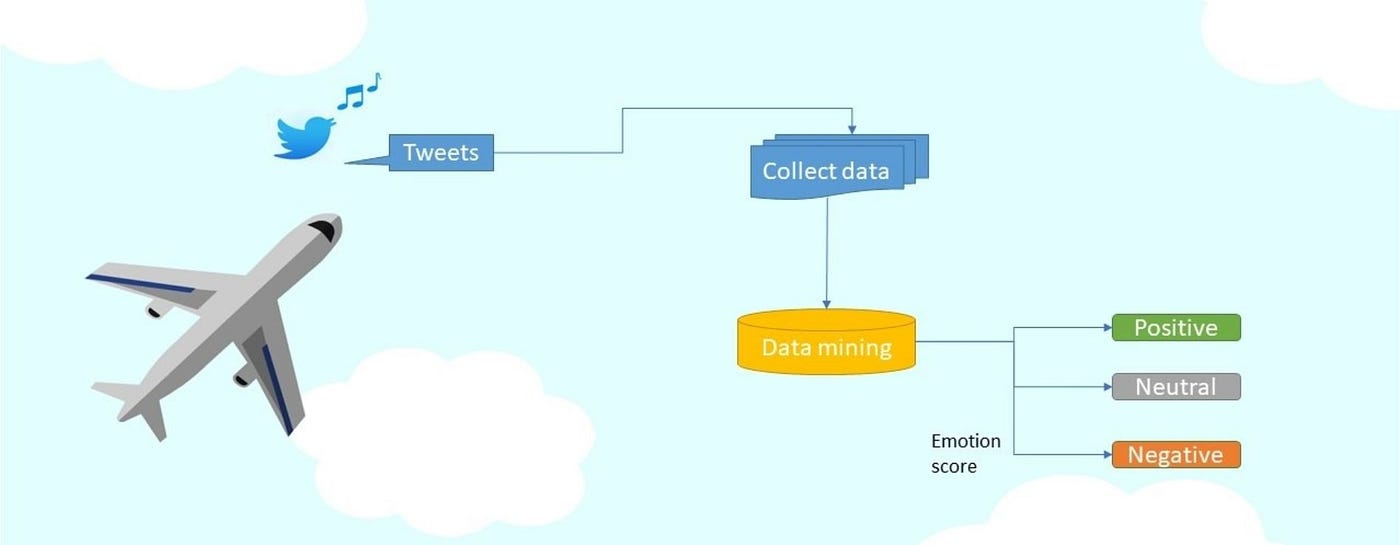 Tweets
Collect data
Data mining
Positive
Neutral
Negative
Emotion
score